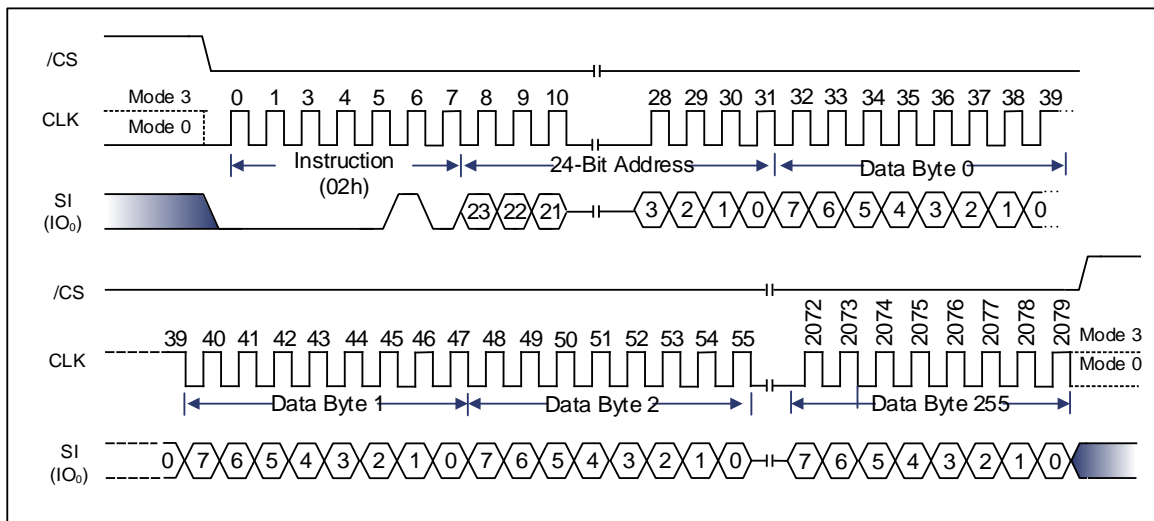 /CS
Mode 3
Mode 0
CLK
0 1 3 4 5 6 7 8 9 10 28 29 30 31 32 33 34 35 36 37 38 39
Instruction
(02h)
24-Bit Address
Data Byte 0
SI
(IO₀)
23 22 21 3 2 1 0 7 6 5 4 3 2 1 0
/CS
39 40 41 42 43 44 45 46 47 48 49 50 51 52 53 54 55 2072 2073 2074 2075 2076 2077 2078 2079
CLK
Mode 3
Mode 0
Data Byte 1
Data Byte 2
Data Byte 255
SI
(IO₀)
0 7 6 5 4 3 2 1 0 7 6 5 4 3 2 1 0 7 6 5 4 3 2 1 0